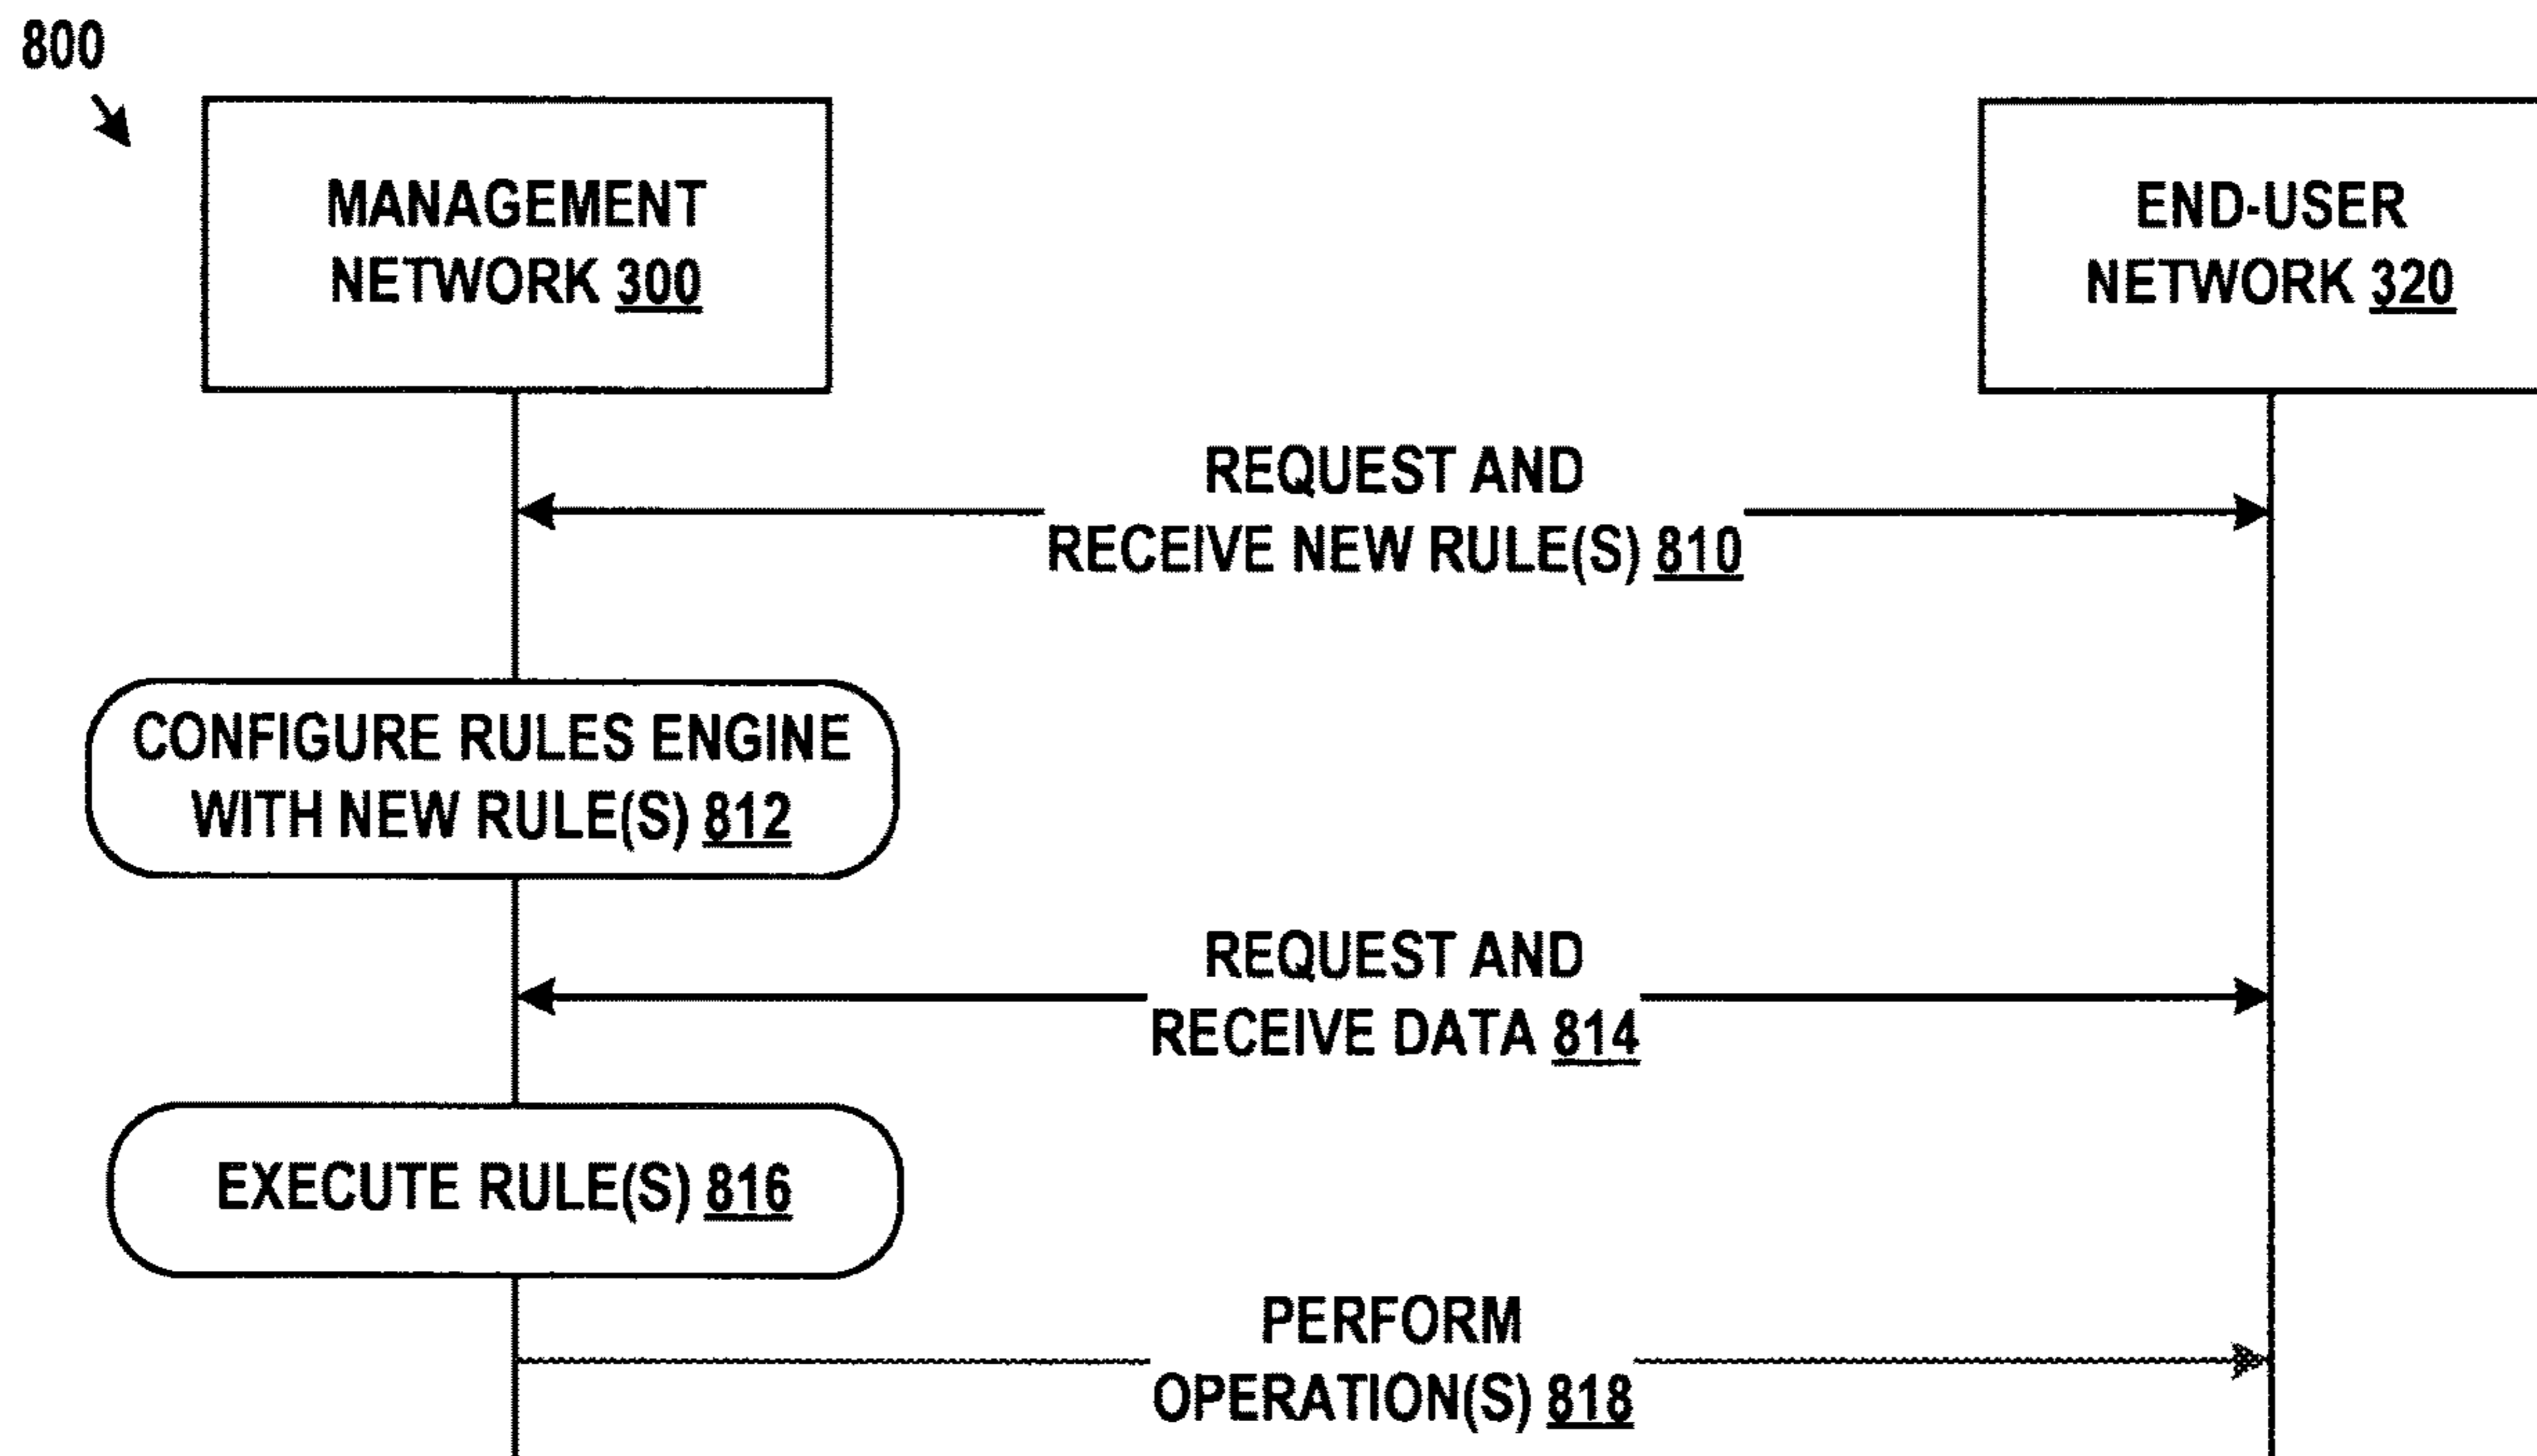 800
MANAGEMENT
NETWORK 300
END-USER
NETWORK 320
REQUEST AND
RECEIVE NEW RULE(S) 810
CONFIGURE RULES ENGINE
WITH NEW RULE(S) 812
REQUEST AND
RECEIVE DATA 814
EXECUTE RULE(S) 816
PERFORM
OPERATION(S) 818